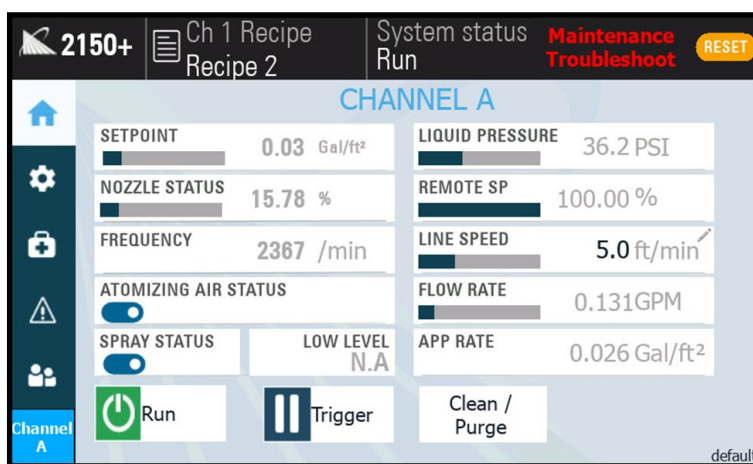 2150+
Ch 1 Recipe
Recipe 2
System status
Run
Maintenance
Troubleshoot
RESET
CHANNEL A
SETPOINT
0.03 Gal/ft²
LIQUID PRESSURE
36.2 PSI
NOZZLE STATUS
15.78 %
REMOTE SP
100.00 %
FREQUENCY
2367 /min
LINE SPEED
5.0 ft/min
ATOMIZING AIR STATUS
FLOW RATE
0.131GPM
SPRAY STATUS
LOW LEVEL
N.A
APP RATE
0.026 Gal/ft²
Run
Trigger
Clean /
Purge
Channel
A
default